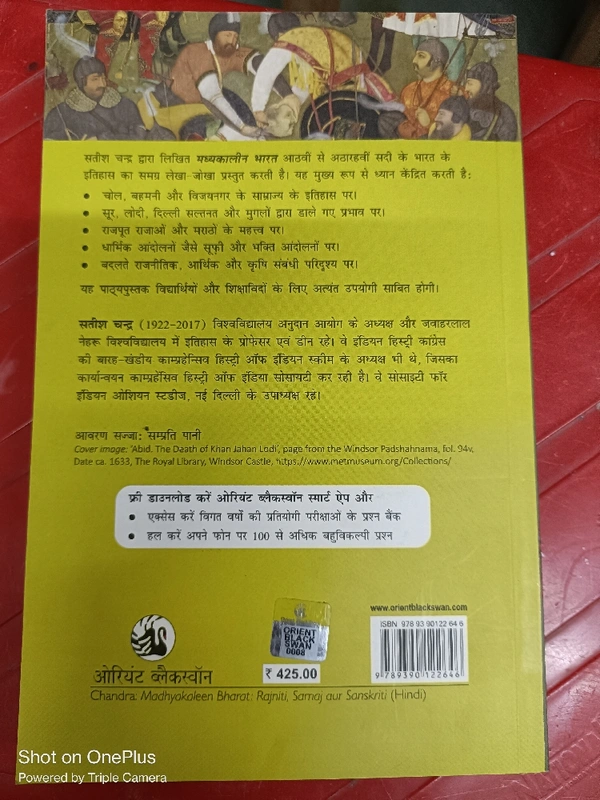 सतीश चन्द्र द्वारा लिखित मध्यकालीन भारत आठवीं से अठारहवीं सदी के भारत के
इतिहास का समग्र लेखा-जोखा प्रस्तुत करती है। यह मुख्य रूप से ध्यान केंद्रित करती है:
• चोल, बहमनी और विजयनगर के साम्राज्य के इतिहास पर।
• सूर, लोदी, दिल्ली सल्तनत और मुगलों द्वारा डाले गए प्रभाव पर।
• राजपूत राजाओं और मराठों के महत्त्व पर।
• धार्मिक आंदोलनों जैसे सूफी और भक्ति आंदोलनों पर।
• बदलते राजनीतिक, आर्थिक और कृषि संबंधी परिदृश्य पर।
यह पाठ्यपुस्तक विद्यार्थियों और शिक्षाविदों के लिए अत्यंत उपयोगी साबित होगी।
सतीश चन्द्र (1922-2017) विश्वविद्यालय अनुदान आयोग के अध्यक्ष और जवाहरलाल
नेहरू विश्वविद्यालय में इतिहास के प्रोफेसर एवं डीन रहे। वे इंडियन हिस्ट्री कांग्रेस
की बारह-खंडीय काम्प्रहेन्सिव हिस्ट्री ऑफ इंडियन स्कीम के अध्यक्ष भी थे, जिसका
कार्यान्वयन काम्प्रहेंसिव हिस्ट्री ऑफ इंडिया सोसायटी कर रही है। वे सोसाइटी फॉर
इंडियन ओशियन स्टडीज, नई दिल्ली के उपाध्यक्ष रहे।
आवरण सज्जा: सम्प्रति पानी
Cover image: 'Abid. The Daath of Khan Jahan Lodi', page from the Windsor Padshahnama, fol. 94v,
Date ca. 1633, The Royal Library, Windsor Castle, https://www.metmuseum.org/Collections/
फ्री डाउनलोड करें ओरियंट ब्लैकस्वॉन स्मार्ट ऐप और
• एक्सेस करें विगत वर्षों की प्रतियोगी परीक्षाओं के प्रश्न बैंक
• हल करें अपने फोन पर 100 से अधिक बहुविकल्पी प्रश्न
www.orientblackswan.com
ISBN 978 93 90122 64 6
ORIENT
BLACK
SWAN
0008
ओरियंट ब्लैकस्वॉन
₹ 425.00
9789390122646
Chandra: Madhyakaleen Bharat: Rajniti, Samaj aur Sanskriti (Hindi)
Shot on OnePlus
Powered by Triple Camera